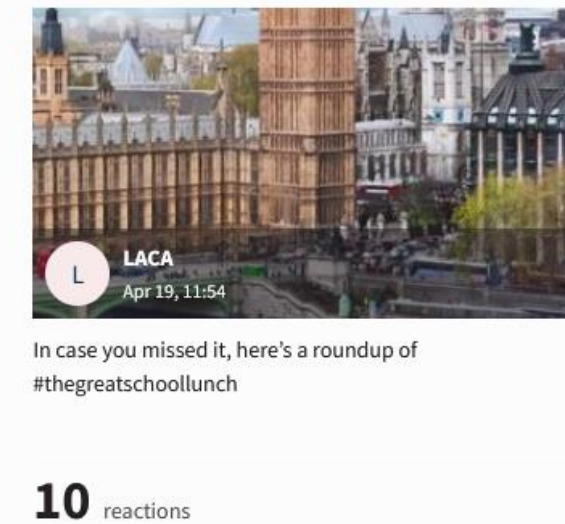 L
LACA
Apr 19, 11:54
In case you missed it, here's a roundup of
#thegreatschoollunch
10 reactions